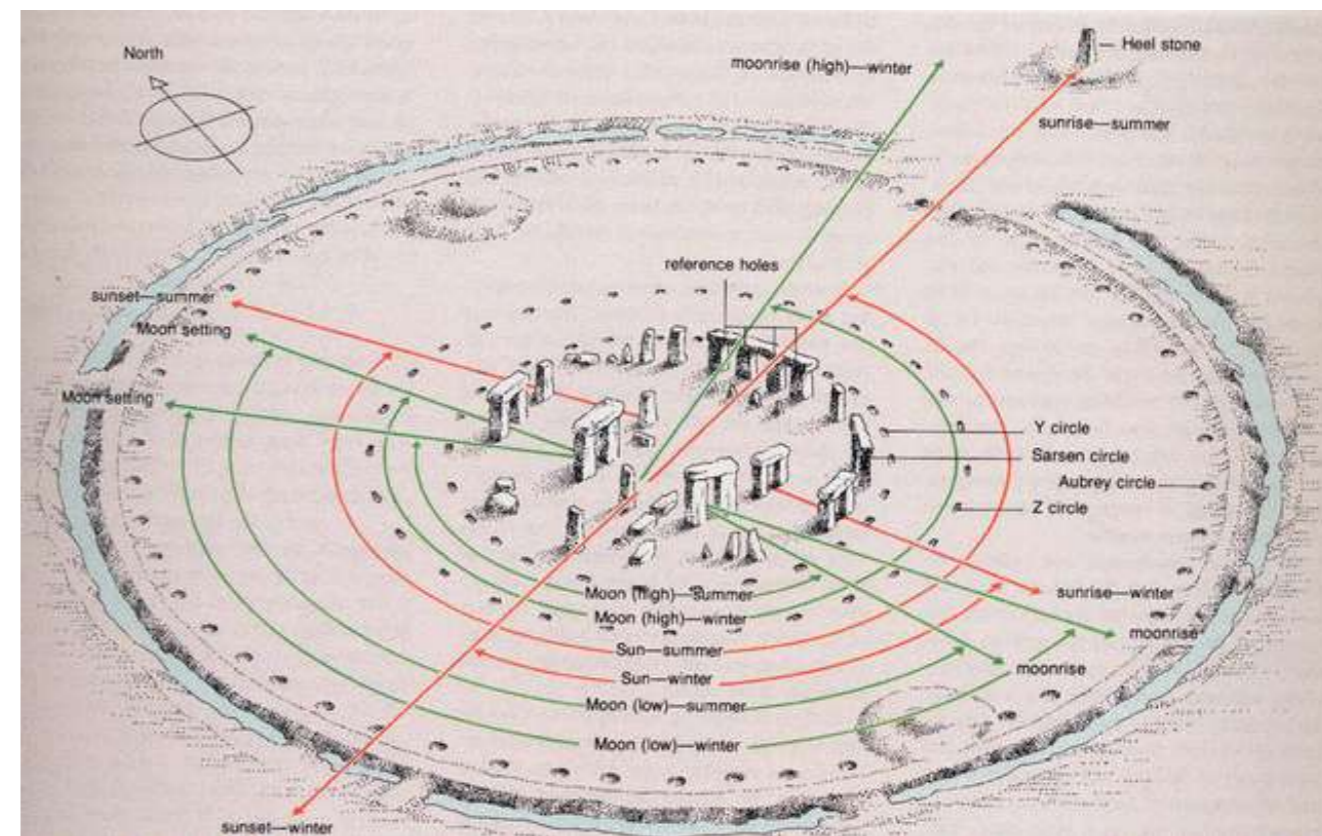 North
moonrise (high)—winter
Heel stone
sunrise—summer
reference holes
sunset—summer
Moon setting
Moon setting
Y circle
Sarsen circle
Aubrey circle
Z circle
Moon (high)—summer
Moon (high)—winter
sunrise—winter
moonrise
Sun—summer
moonrise
Sun—winter
Moon (low)—summer
Moon (low)—winter
sunset—winter